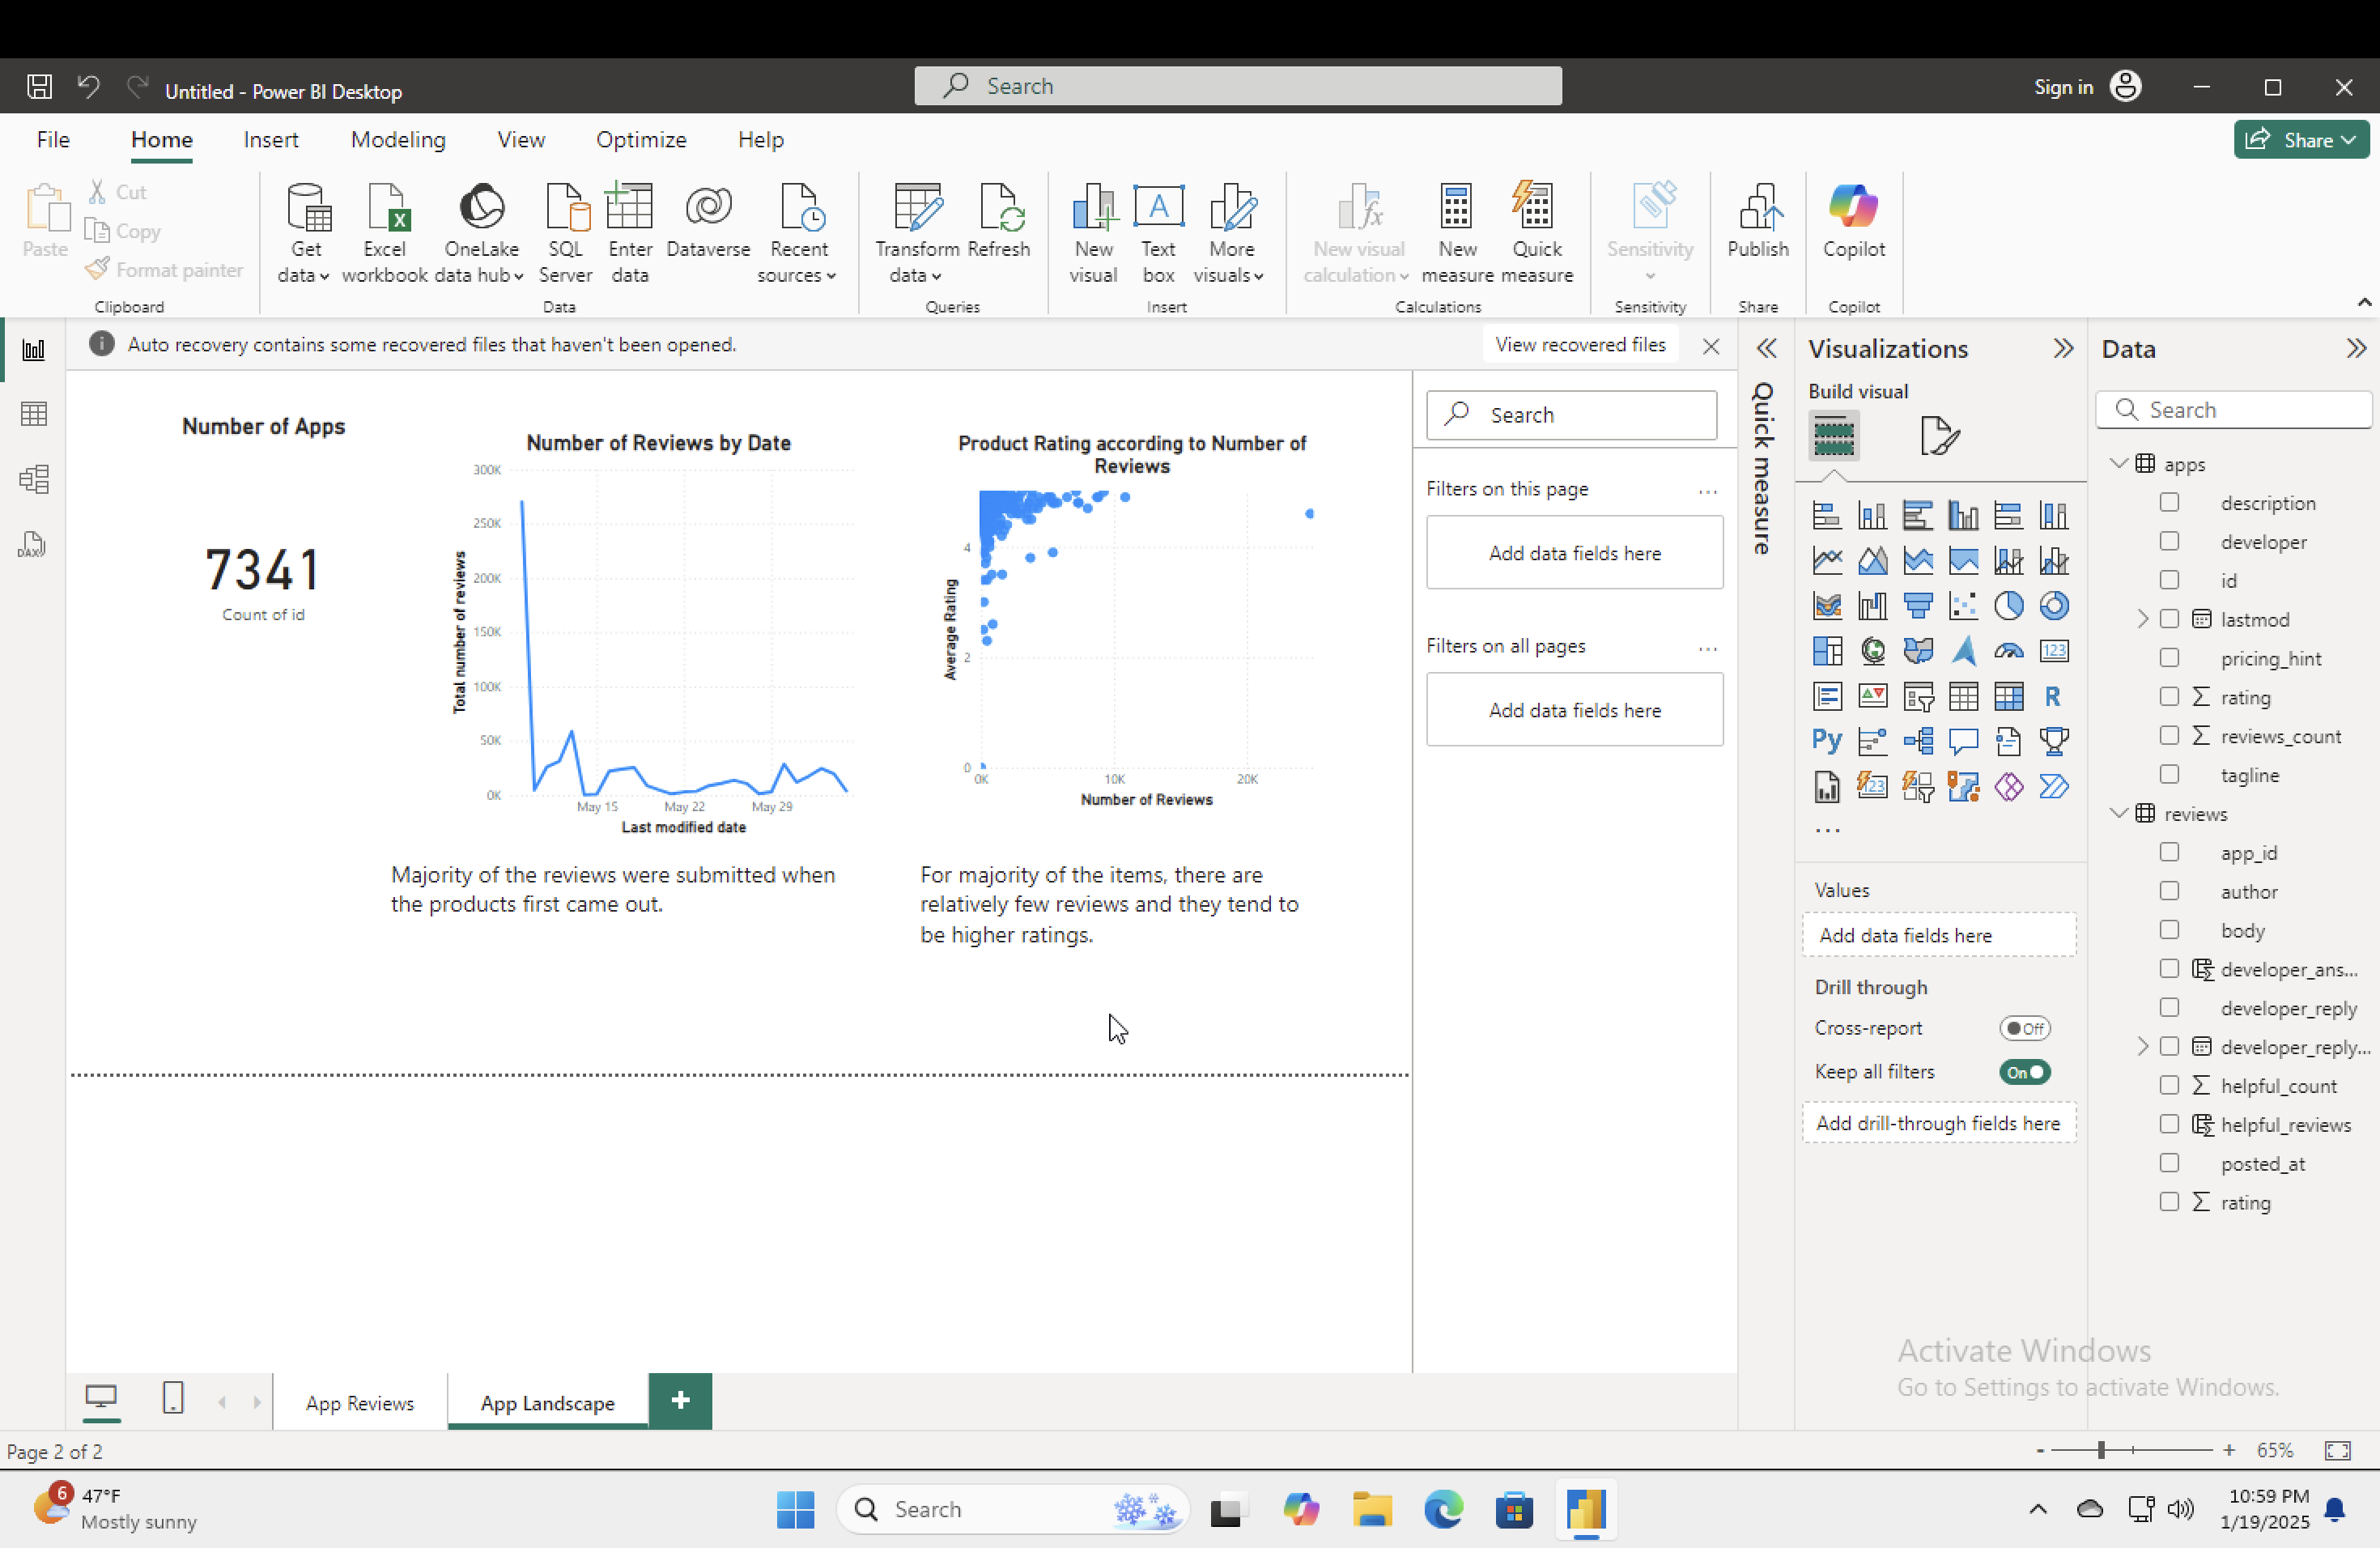 Untitled - Power BI Desktop
Search
Sign in
File
Home
Insert
Modeling
View
Optimize
Help
Share
Paste
Cut
Copy
Format painter
Clipboard
Get
data
Excel
workbook
OneLake
data hub
SQL
Server
Enter
data
Dataverse
Recent
sources
Data
Transform
data
Refresh
Queries
New
visual
Text
box
More
visuals
Insert
New visual
calculation
New
measure
Quick
measure
Calculations
Sensitivity
Sensitivity
Publish
Share
Copilot
Copilot
Auto recovery contains some recovered files that haven't been opened.
View recovered files
Number of Apps
7341
Count of id
Number of Reviews by Date
Total number of reviews
300K
250K
200K
150K
100K
50K
0K
May 15
May 22
May 29
Last modified date
Majority of the reviews were submitted when
the products first came out.
Product Rating according to Number of
Reviews
Average Rating
4
2
0
0K
10K
20K
Number of Reviews
For majority of the items, there are
relatively few reviews and they tend to
be higher ratings.
Search
Filters on this page
Add data fields here
Filters on all pages
Add data fields here
Quick measure
Visualizations
Build visual
123
R
Py
123
Values
Add data fields here
Drill through
Cross-report
Off
Keep all filters
On
Add drill-through fields here
Data
Search
apps
description
developer
id
lastmod
pricing_hint
rating
reviews_count
tagline
reviews
app_id
author
body
developer_ans...
developer_reply
developer_reply...
helpful_count
helpful_reviews
posted_at
rating
Activate Windows
Go to Settings to activate Windows.
DAX
App Reviews
App Landscape
Page 2 of 2
65%
6
47°F
Mostly sunny
Search
10:59 PM
1/19/2025